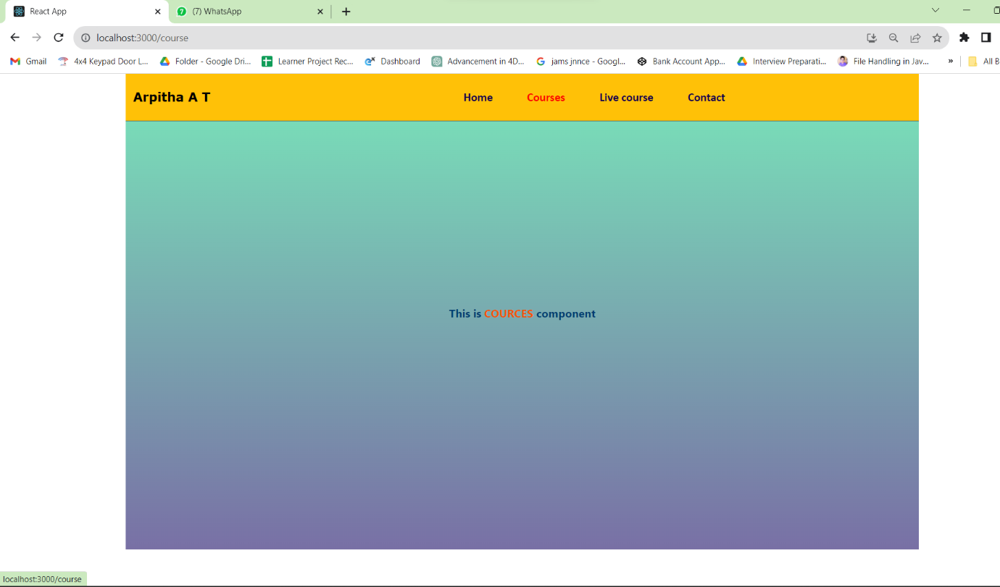 React App
7 (7) WhatsApp
localhost:3000/course
Gmail 4x4 Keypad Door L... Folder - Google Dri... Learner Project Rec... Dashboard Advancement in 4D... jams jnnce - Googl... Bank Account App... Interview Preparati... File Handling in Jav... » All B
Arpitha A T Home Courses Live course Contact
This is COURCES component
localhost:3000/course